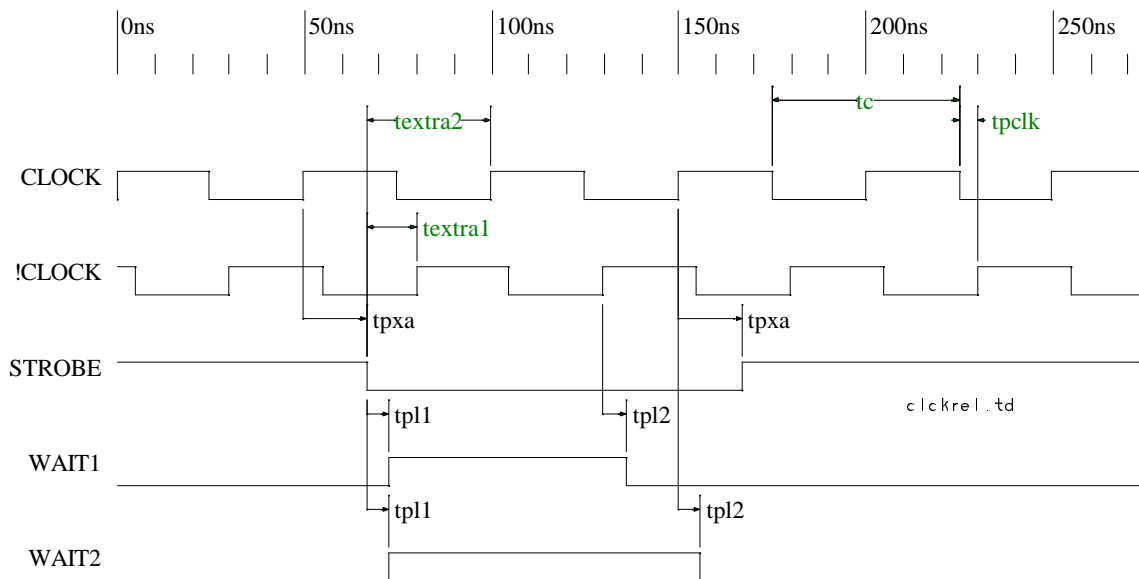 0ns 50ns 100ns 150ns 200ns 250ns
tc
textra2 tpclk
CLOCK
textra1
!CLOCK
tpxa tpxa
STROBE
clckrel.td
tpl1 tpl2
WAIT1
tpl1 tpl2
WAIT2